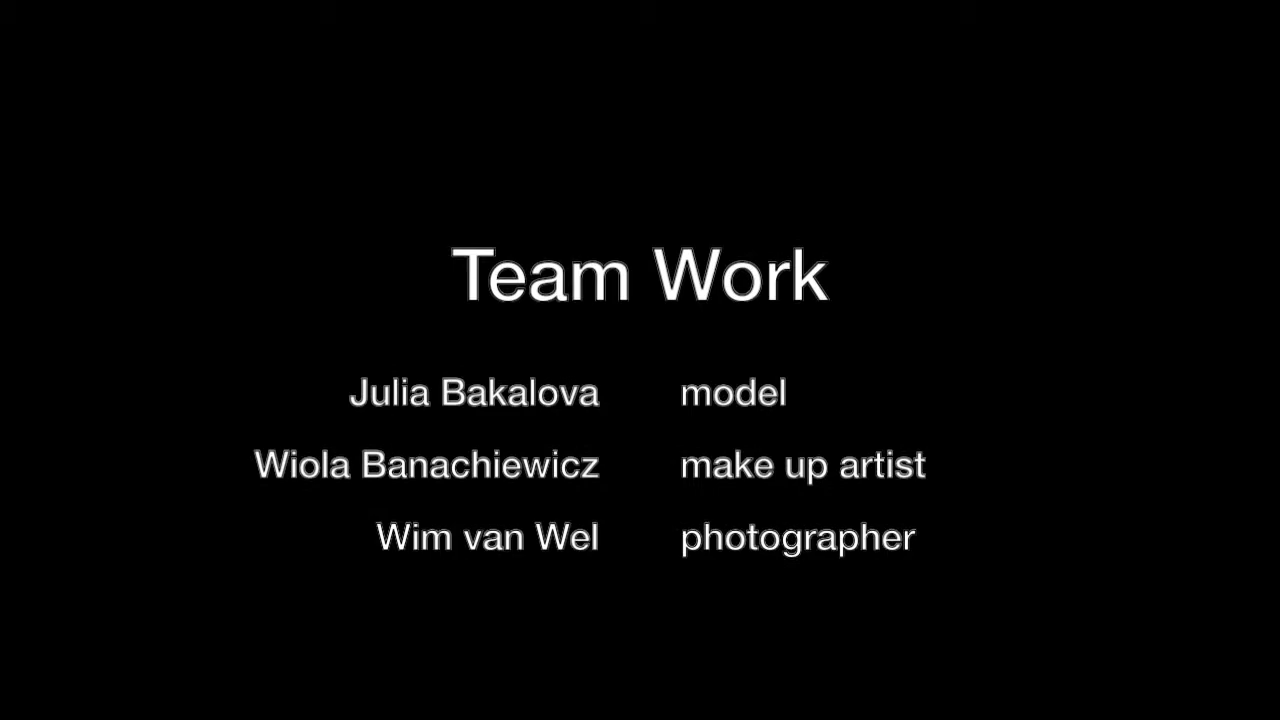 Team Work
Julia Bakalova model
Wiola Banachiewicz make up artist
Wim van Wel photographer